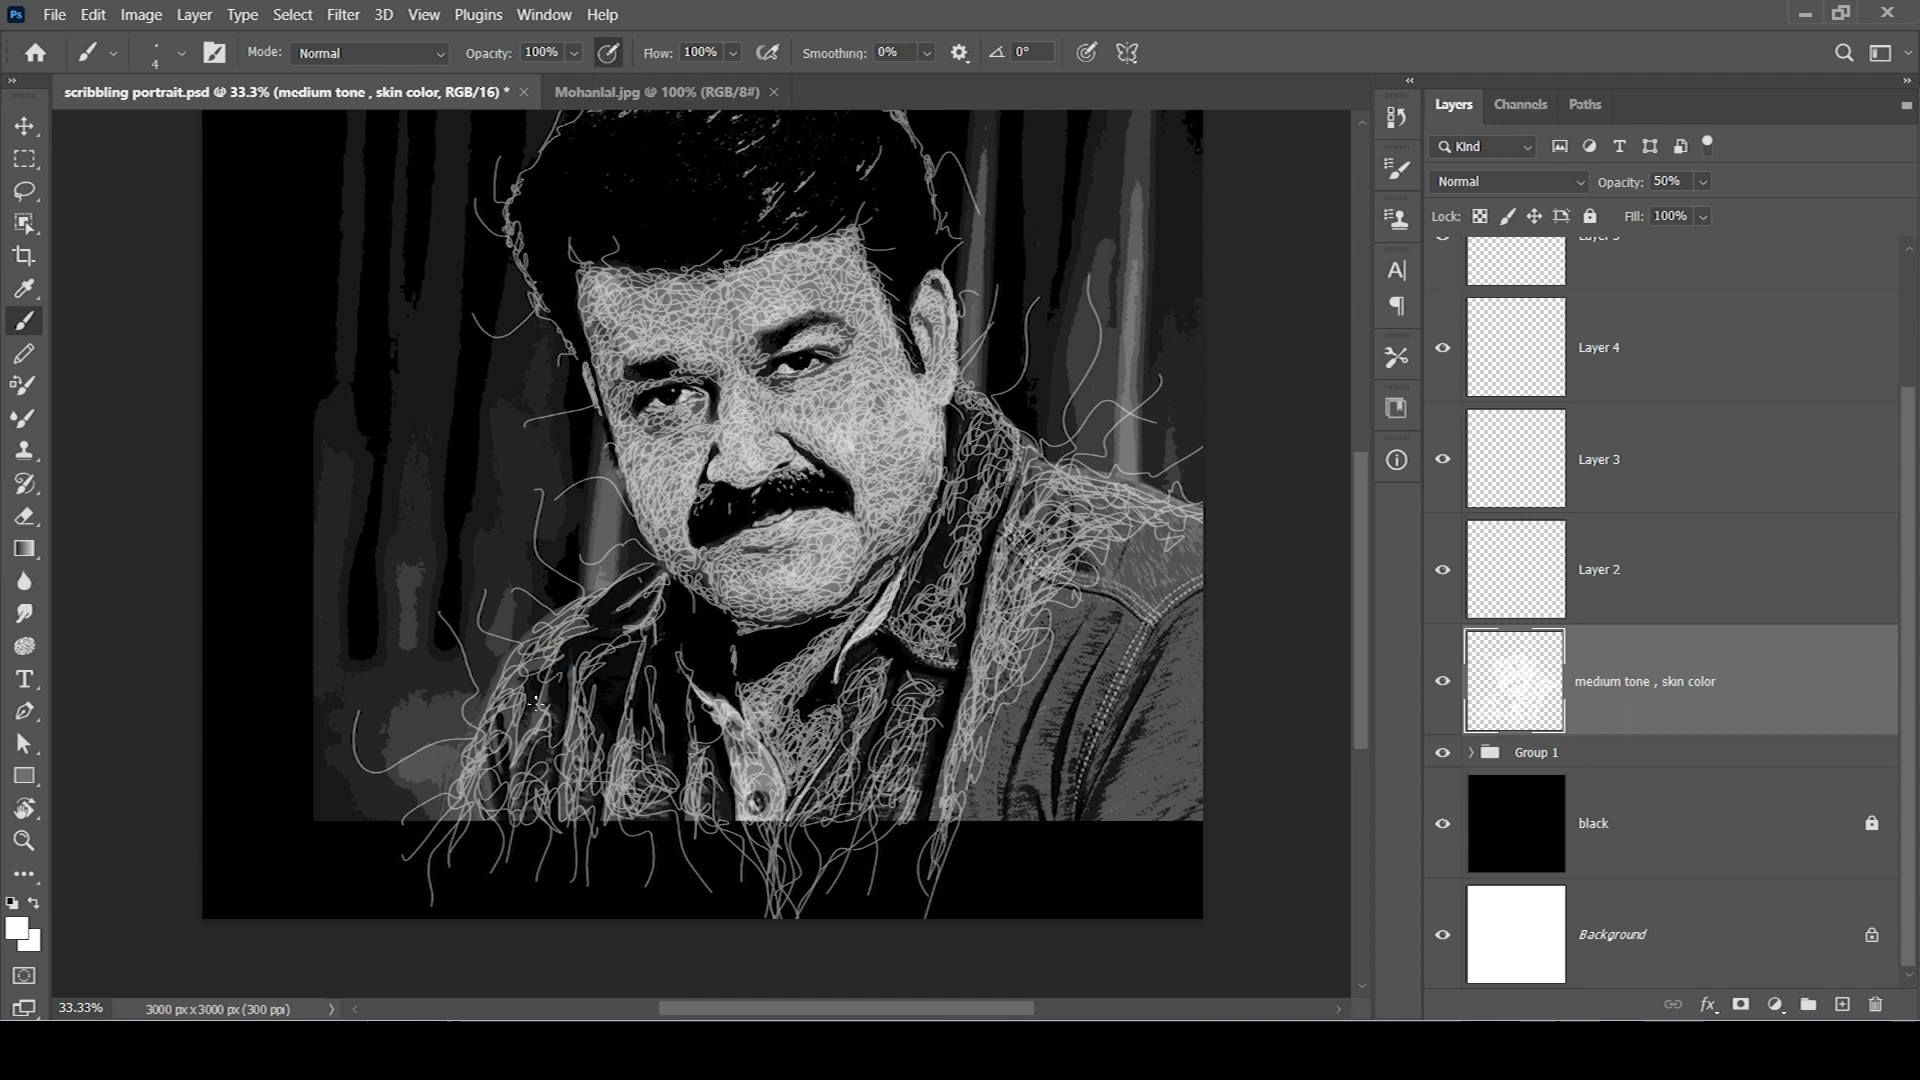 Ps File Edit Image Layer Type Select Filter 3D View Plugins Window Help
4 Mode: Normal Opacity: 100% Flow: 100% Smoothing: 0% 0°
scribbling portrait.psd @ 33.3% (medium tone , skin color, RGB/16) *
Mohanlal.jpg @ 100% (RGB/8#)
Layers Channels Paths
Kind
Normal Opacity: 50%
Lock: Fill: 100%
Layer 4
Layer 3
Layer 2
medium tone , skin color
Group 1
black
Background
33.33% 3000 px x 3000 px (300 ppi)